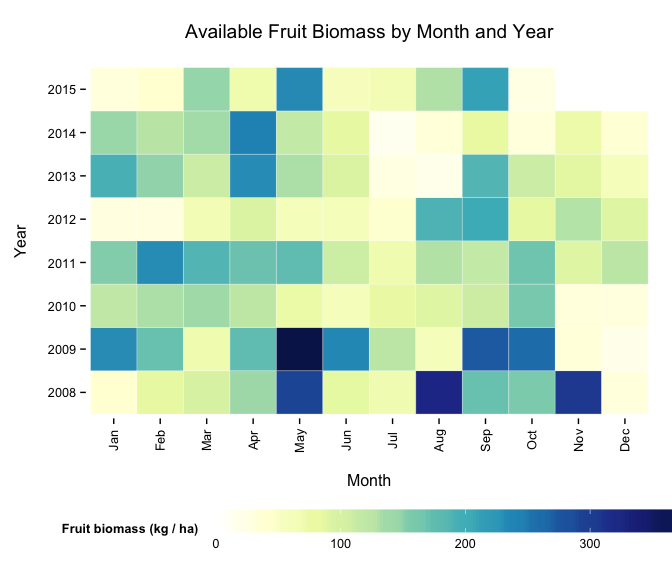 Available Fruit Biomass by Month and Year
2015
2014
2013
2012
2011
2010
2009
2008
Year
Jan Feb Mar Apr May Jun Jul Aug Sep Oct Nov Dec
Month
Fruit biomass (kg / ha)
0 100 200 300